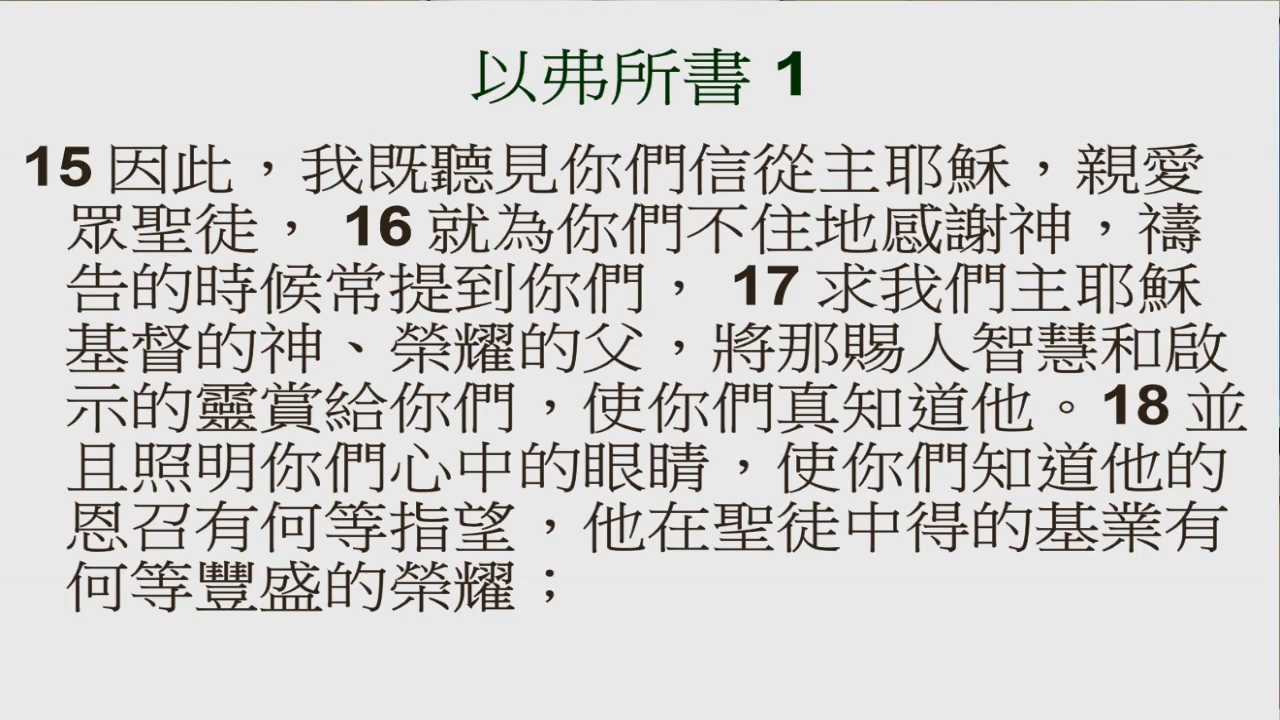 以弗所書 1
15 因此，我既聽見你們信從主耶穌，親愛
眾聖徒， 16 就為你們不住地感謝神，禱
告的時候常提到你們， 17 求我們主耶穌
基督的神、榮耀的父，將那賜人智慧和啟
示的靈賞給你們，使你們真知道他。18 並
且照明你們心中的眼睛，使你們知道他的
恩召有何等指望，他在聖徒中得的基業有
何等豐盛的榮耀；